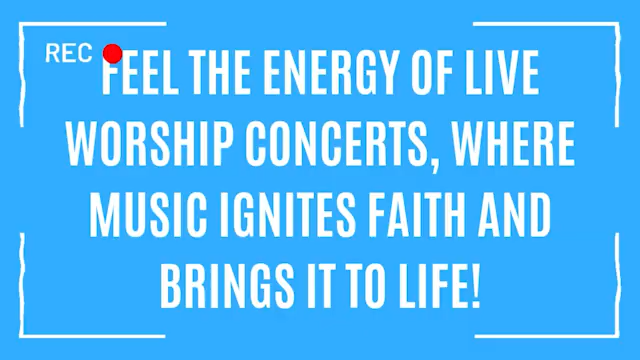 REC
FEEL THE ENERGY OF LIVE
WORSHIP CONCERTS, WHERE
MUSIC IGNITES FAITH AND
BRINGS IT TO LIFE!